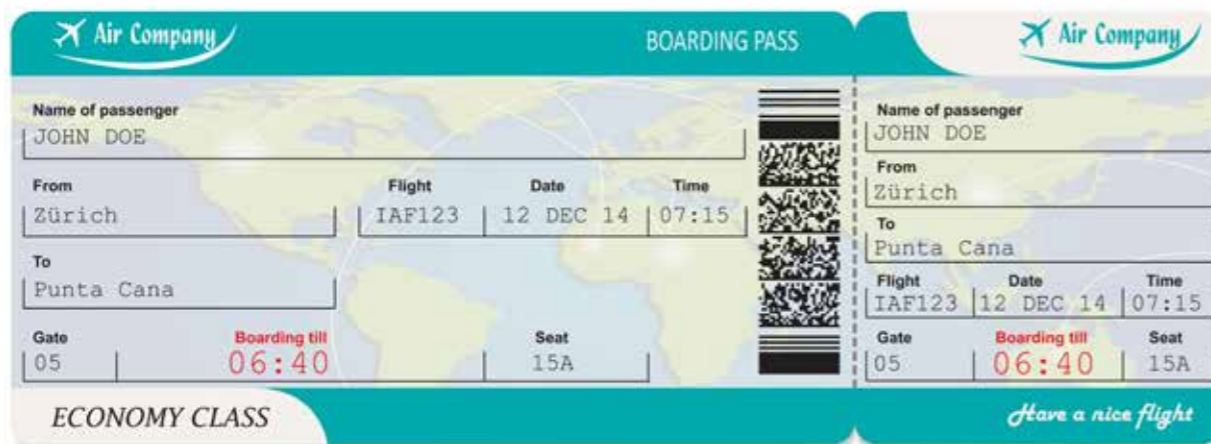 Air Company
BOARDING PASS
Name of passenger
JOHN DOE
From Flight Date Time
Zürich IAF123 12 DEC 14 07:15
To
Punta Cana
Gate Boarding till Seat
05 06:40 15A
ECONOMY CLASS
Air Company
Name of passenger
JOHN DOE
From
Zürich
To
Punta Cana
Flight Date Time
IAF123 12 DEC 14 07:15
Gate Boarding till Seat
05 06:40 15A
Have a nice flight